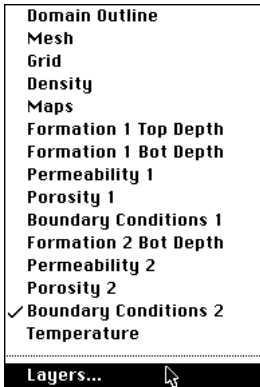 Domain Outline
Mesh
Grid
Density
Maps
Formation 1 Top Depth
Formation 1 Bot Depth
Permeability 1
Porosity 1
Boundary Conditions 1
Formation 2 Bot Depth
Permeability 2
Porosity 2
✓Boundary Conditions 2
Temperature
Layers...